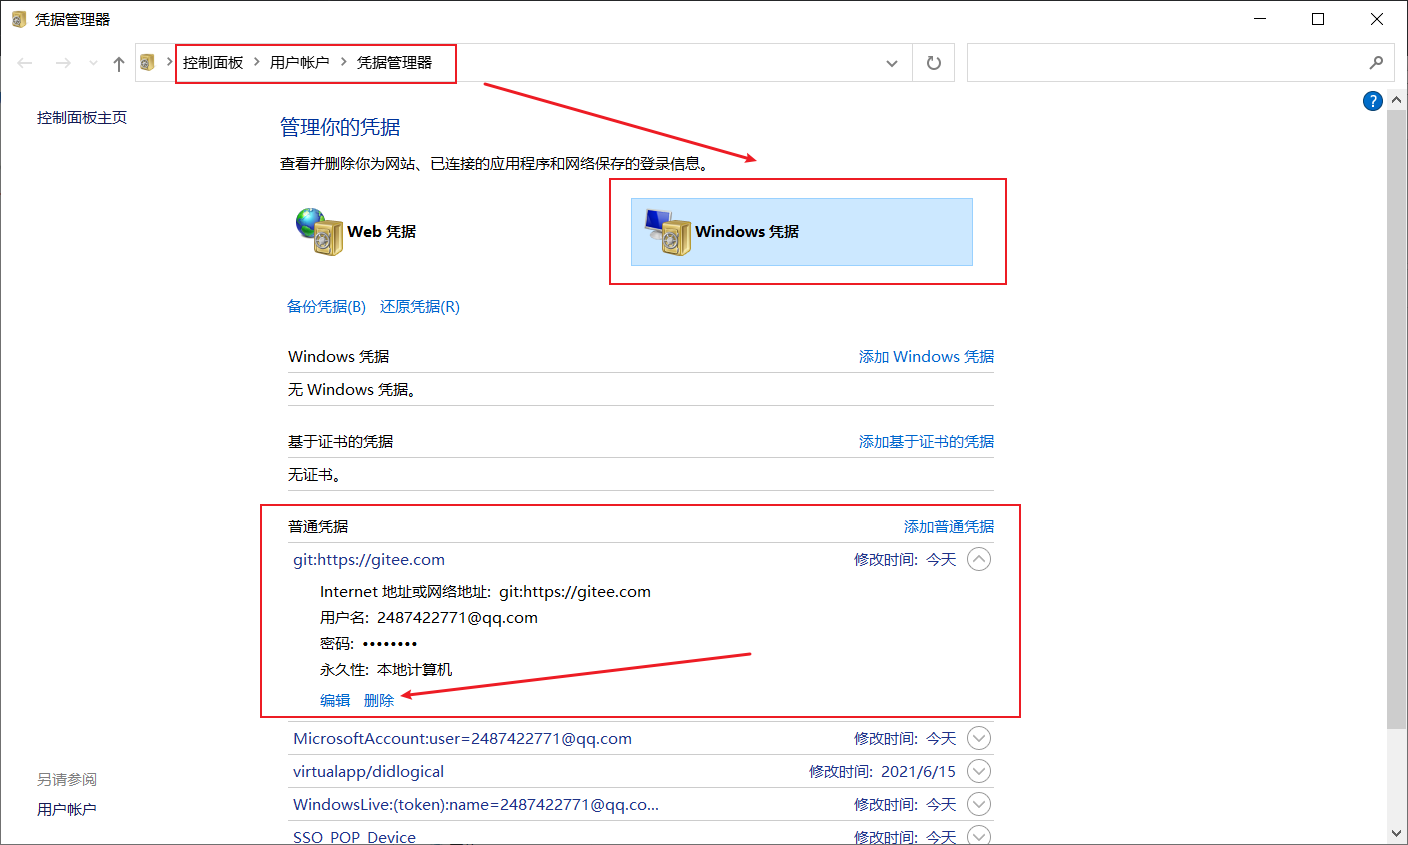 凭据管理器
控制面板 › 用户帐户 › 凭据管理器
控制面板主页
管理你的凭据
查看并删除你为网站、已连接的应用程序和网络保存的登录信息。
Web 凭据
Windows 凭据
备份凭据(B) 还原凭据(R)
Windows 凭据 添加 Windows 凭据
无 Windows 凭据。
基于证书的凭据 添加基于证书的凭据
无证书。
普通凭据 添加普通凭据
git:https://gitee.com 修改时间: 今天
Internet 地址或网络地址: git:https://gitee.com
用户名: 2487422771@qq.com
密码: ••••••••
永久性: 本地计算机
编辑 删除
MicrosoftAccount:user=2487422771@qq.com 修改时间: 今天
virtualapp/didlogical 修改时间: 2021/6/15
WindowsLive:(token):name=2487422771@qq.co... 修改时间: 今天
SSO_POP_Device 修改时间: 今天
另请参阅
用户帐户